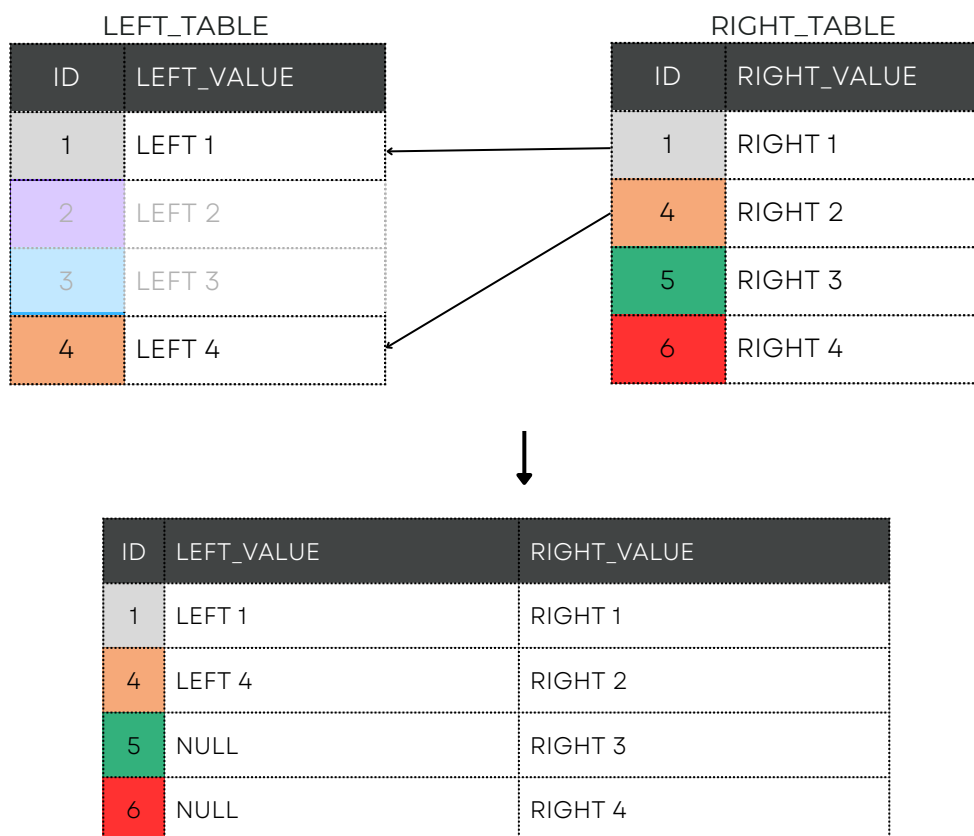 LEFT_TABLE
ID LEFT_VALUE
1 LEFT 1
2 LEFT 2
3 LEFT 3
4 LEFT 4
RIGHT_TABLE
ID RIGHT_VALUE
1 RIGHT 1
4 RIGHT 2
5 RIGHT 3
6 RIGHT 4
ID LEFT_VALUE RIGHT_VALUE
1 LEFT 1 RIGHT 1
4 LEFT 4 RIGHT 2
5 NULL RIGHT 3
6 NULL RIGHT 4